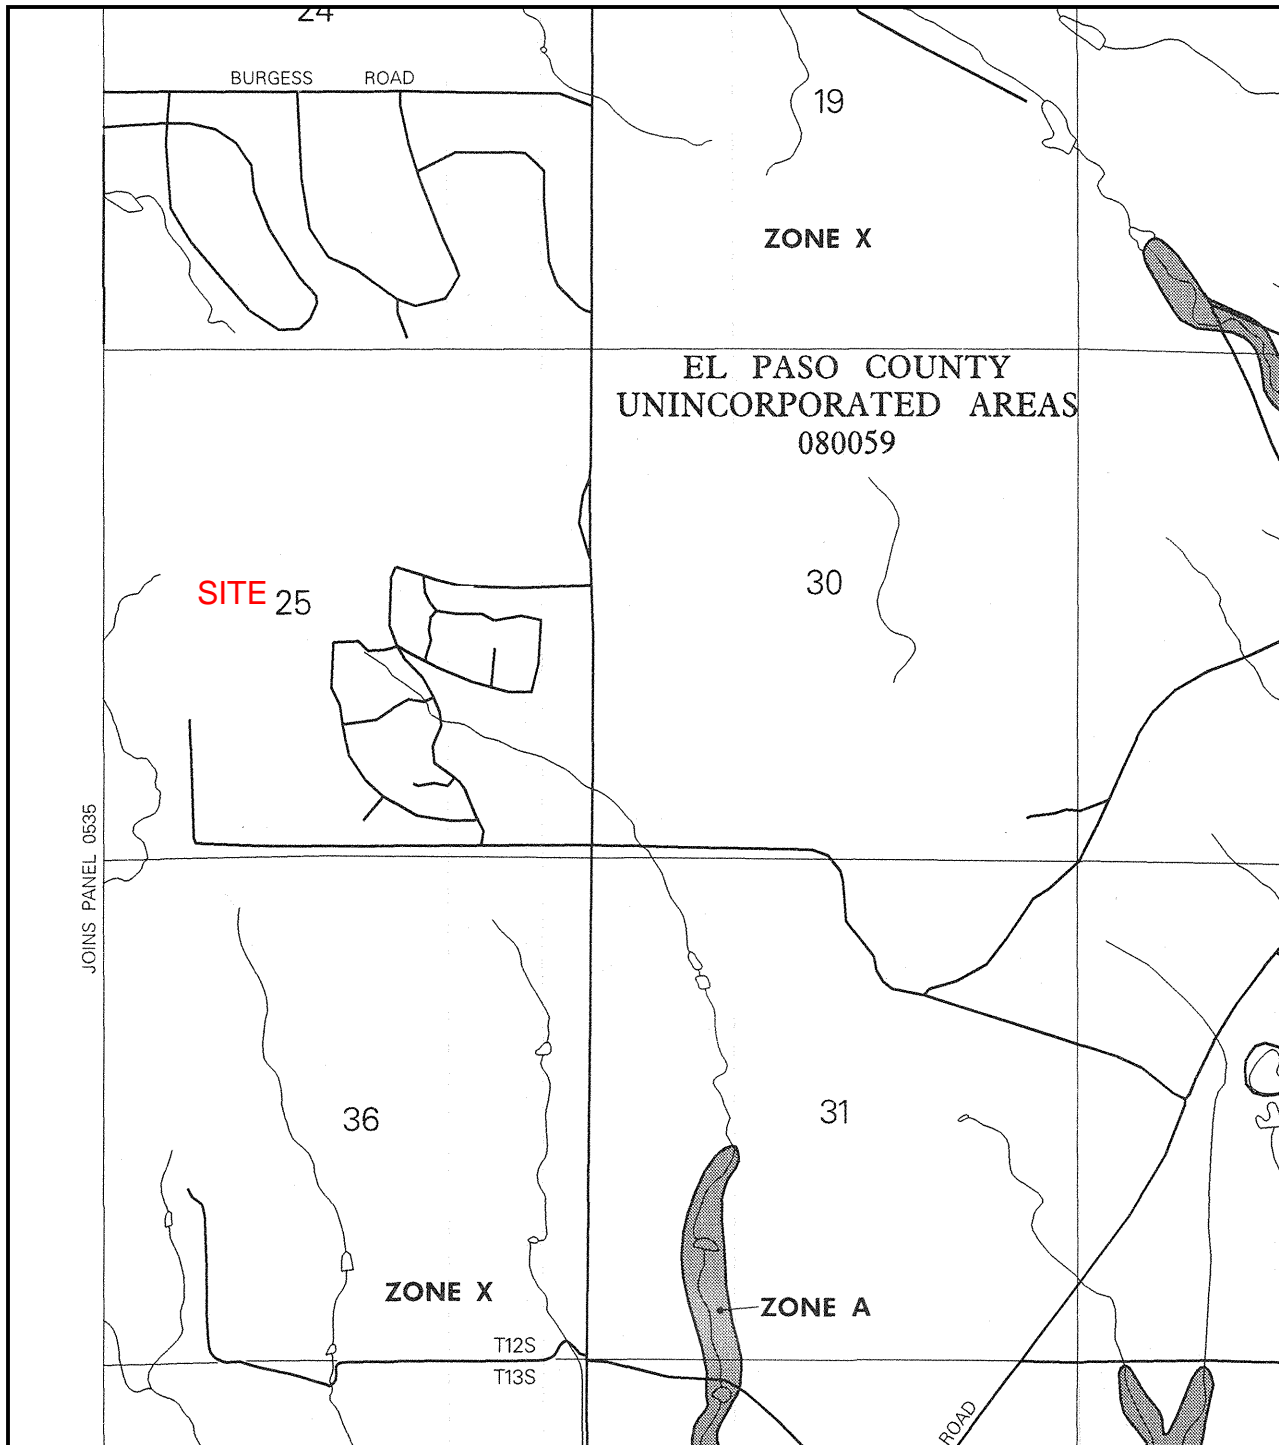 24
BURGESS ROAD
19
ZONE X
EL PASO COUNTY
UNINCORPORATED AREAS
080059
SITE 25
30
JOINS PANEL 0535
36
31
ZONE X
ZONE A
T12S
T13S
ROAD